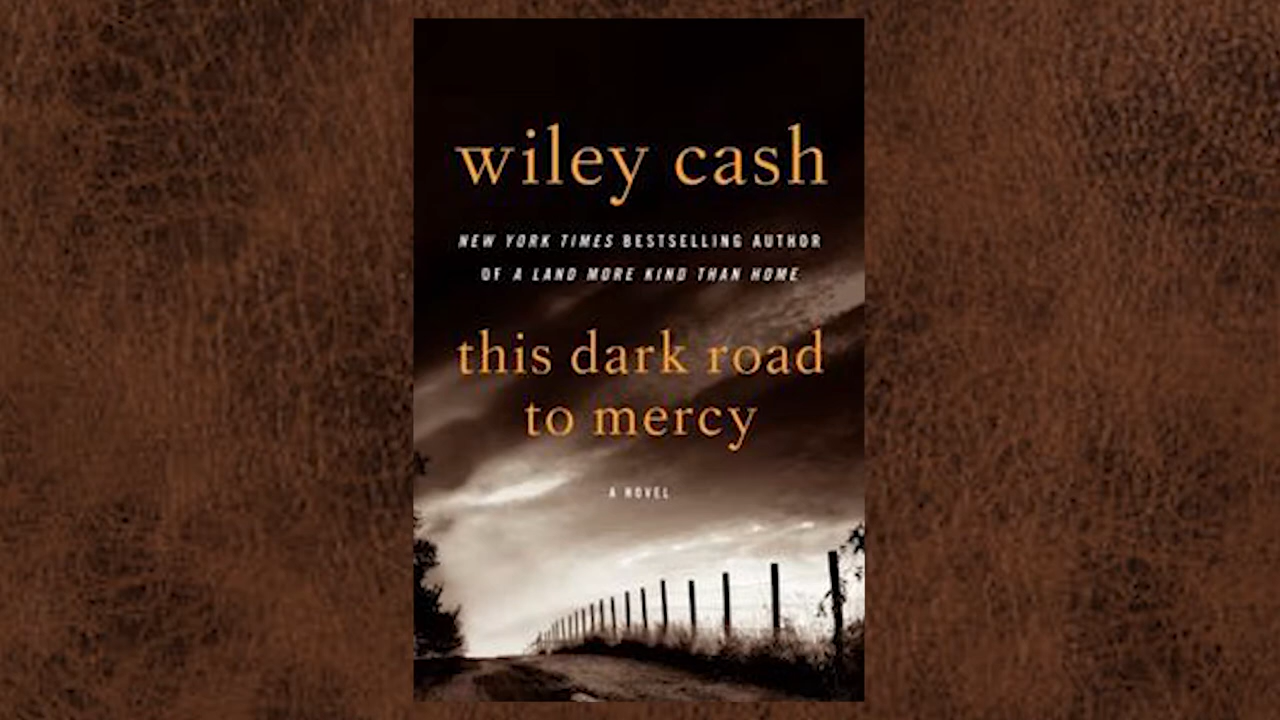 wiley cash
NEW YORK TIMES BESTSELLING AUTHOR
OF A LAND MORE KIND THAN HOME
this dark road
to mercy
A NOVEL